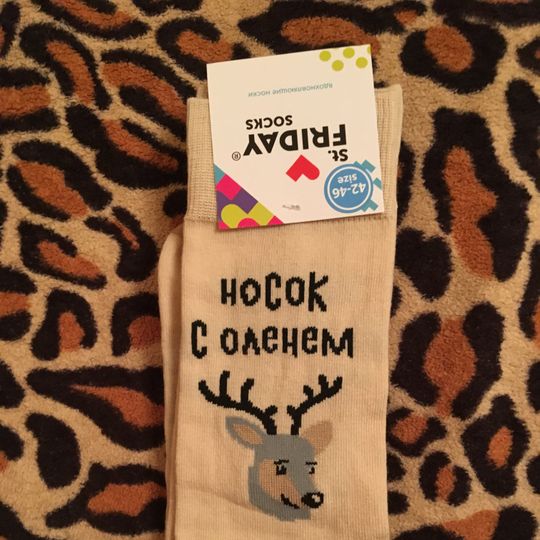 St.
FRIDAY®
SOCKS
ВДОХНОВЛЯЮЩИЕ НОСКИ
42-46
size
НОСОК
С ОЛЕНЕМ